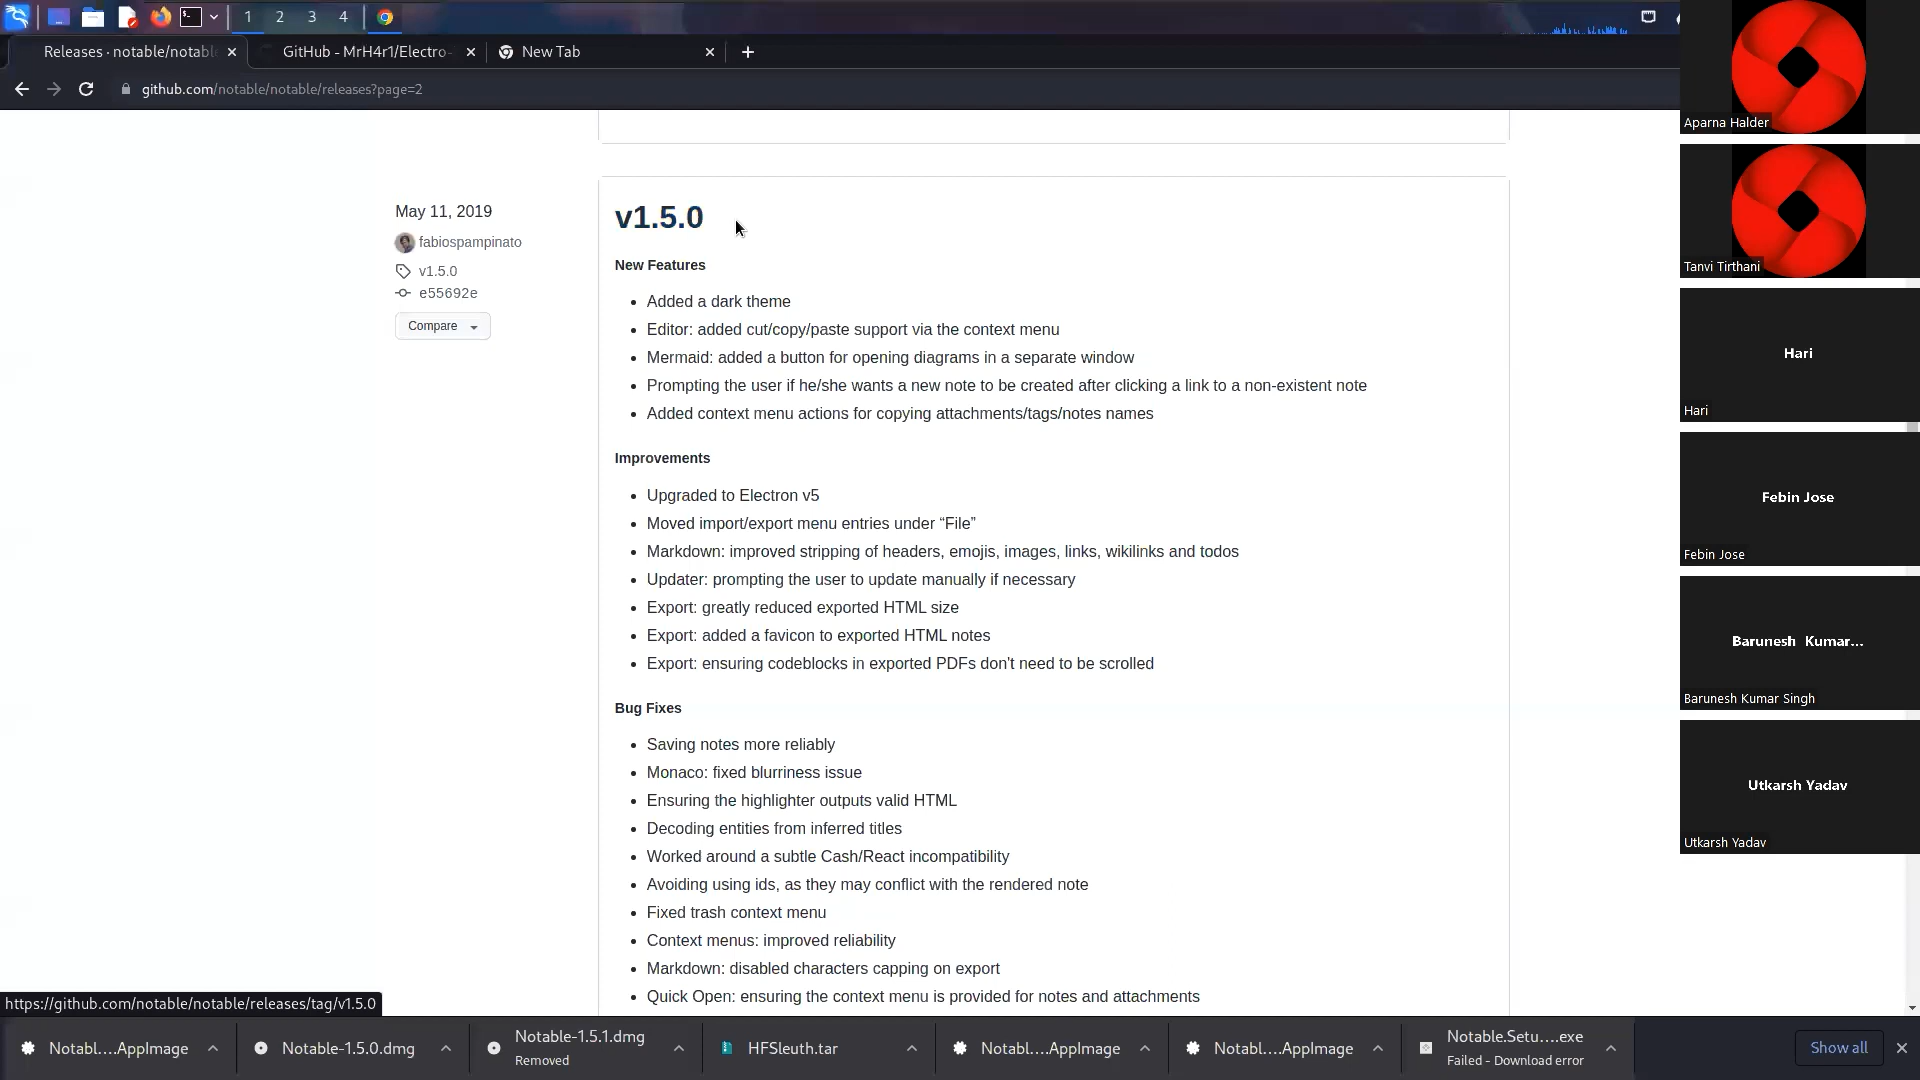 1 2 3 4
Releases · notable/notabl
GitHub - MrH4r1/Electro-
New Tab
github.com/notable/notable/releases?page=2
May 11, 2019
fabiospampinato
v1.5.0
e55692e
Compare
v1.5.0
New Features
Added a dark theme
Editor: added cut/copy/paste support via the context menu
Mermaid: added a button for opening diagrams in a separate window
Prompting the user if he/she wants a new note to be created after clicking a link to a non-existent note
Added context menu actions for copying attachments/tags/notes names
Improvements
Upgraded to Electron v5
Moved import/export menu entries under “File”
Markdown: improved stripping of headers, emojis, images, links, wikilinks and todos
Updater: prompting the user to update manually if necessary
Export: greatly reduced exported HTML size
Export: added a favicon to exported HTML notes
Export: ensuring codeblocks in exported PDFs don't need to be scrolled
Bug Fixes
Saving notes more reliably
Monaco: fixed blurriness issue
Ensuring the highlighter outputs valid HTML
Decoding entities from inferred titles
Worked around a subtle Cash/React incompatibility
Avoiding using ids, as they may conflict with the rendered note
Fixed trash context menu
Context menus: improved reliability
Markdown: disabled characters capping on export
Quick Open: ensuring the context menu is provided for notes and attachments
https://github.com/notable/notable/releases/tag/v1.5.0
Notabl....AppImage
Notable-1.5.0.dmg
Notable-1.5.1.dmg
Removed
HFSleuth.tar
Notabl....AppImage
Notabl....AppImage
Notable.Setu....exe
Failed - Download error
Show all
Aparna Halder
Tanvi Tirthani
Hari
Hari
Febin Jose
Febin Jose
Barunesh Kumar...
Barunesh Kumar Singh
Utkarsh Yadav
Utkarsh Yadav